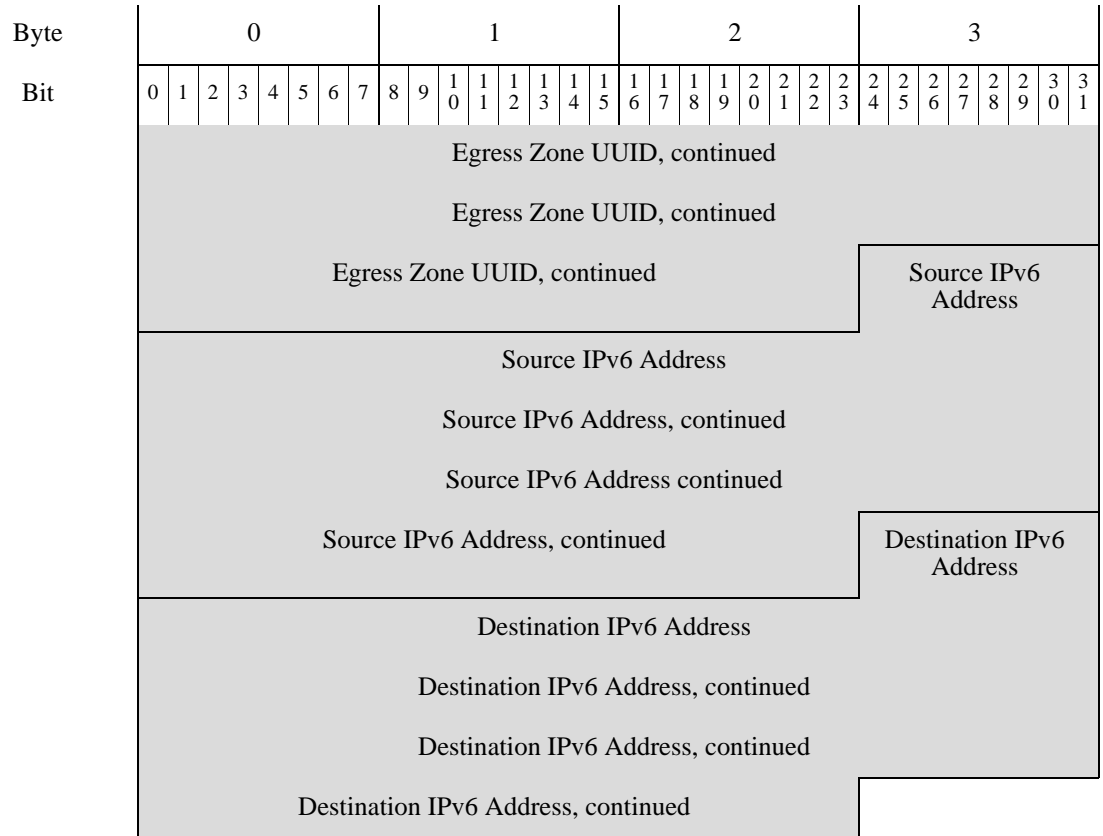 Byte 0 1 2 3
Bit 0 1 2 3 4 5 6 7 8 9 10 11 12 13 14 15 16 17 18 19 20 21 22 23 24 25 26 27 28 29 30 31
Egress Zone UUID, continued
Egress Zone UUID, continued
Egress Zone UUID, continued
Source IPv6
Address
Source IPv6 Address
Source IPv6 Address, continued
Source IPv6 Address continued
Source IPv6 Address, continued
Destination IPv6
Address
Destination IPv6 Address
Destination IPv6 Address, continued
Destination IPv6 Address, continued
Destination IPv6 Address, continued